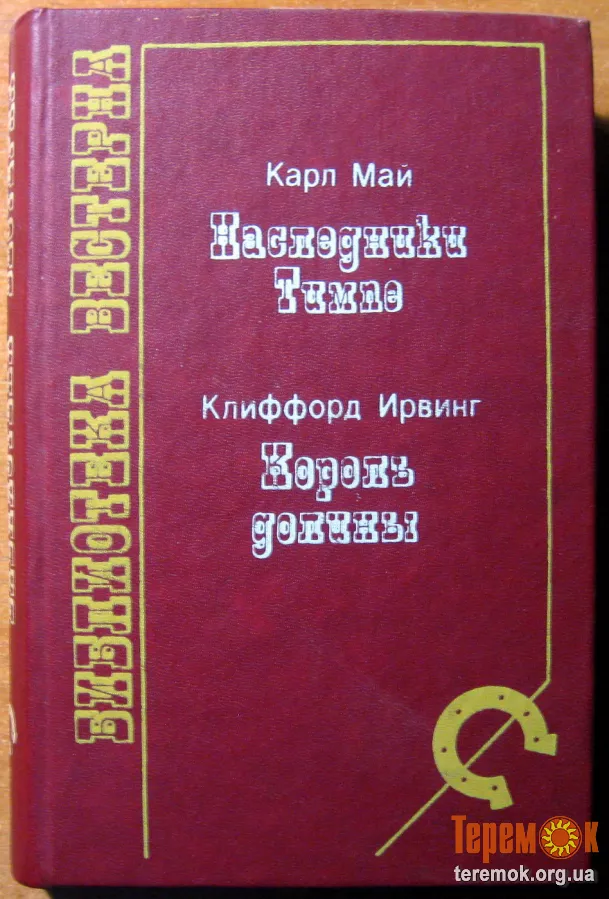 БИБЛИОТЕКА ВЕСТЕРНА
Карл Май
Наследники
Тимпе
Клиффорд Ирвинг
Король
долины
Теремок
teremok.org.ua